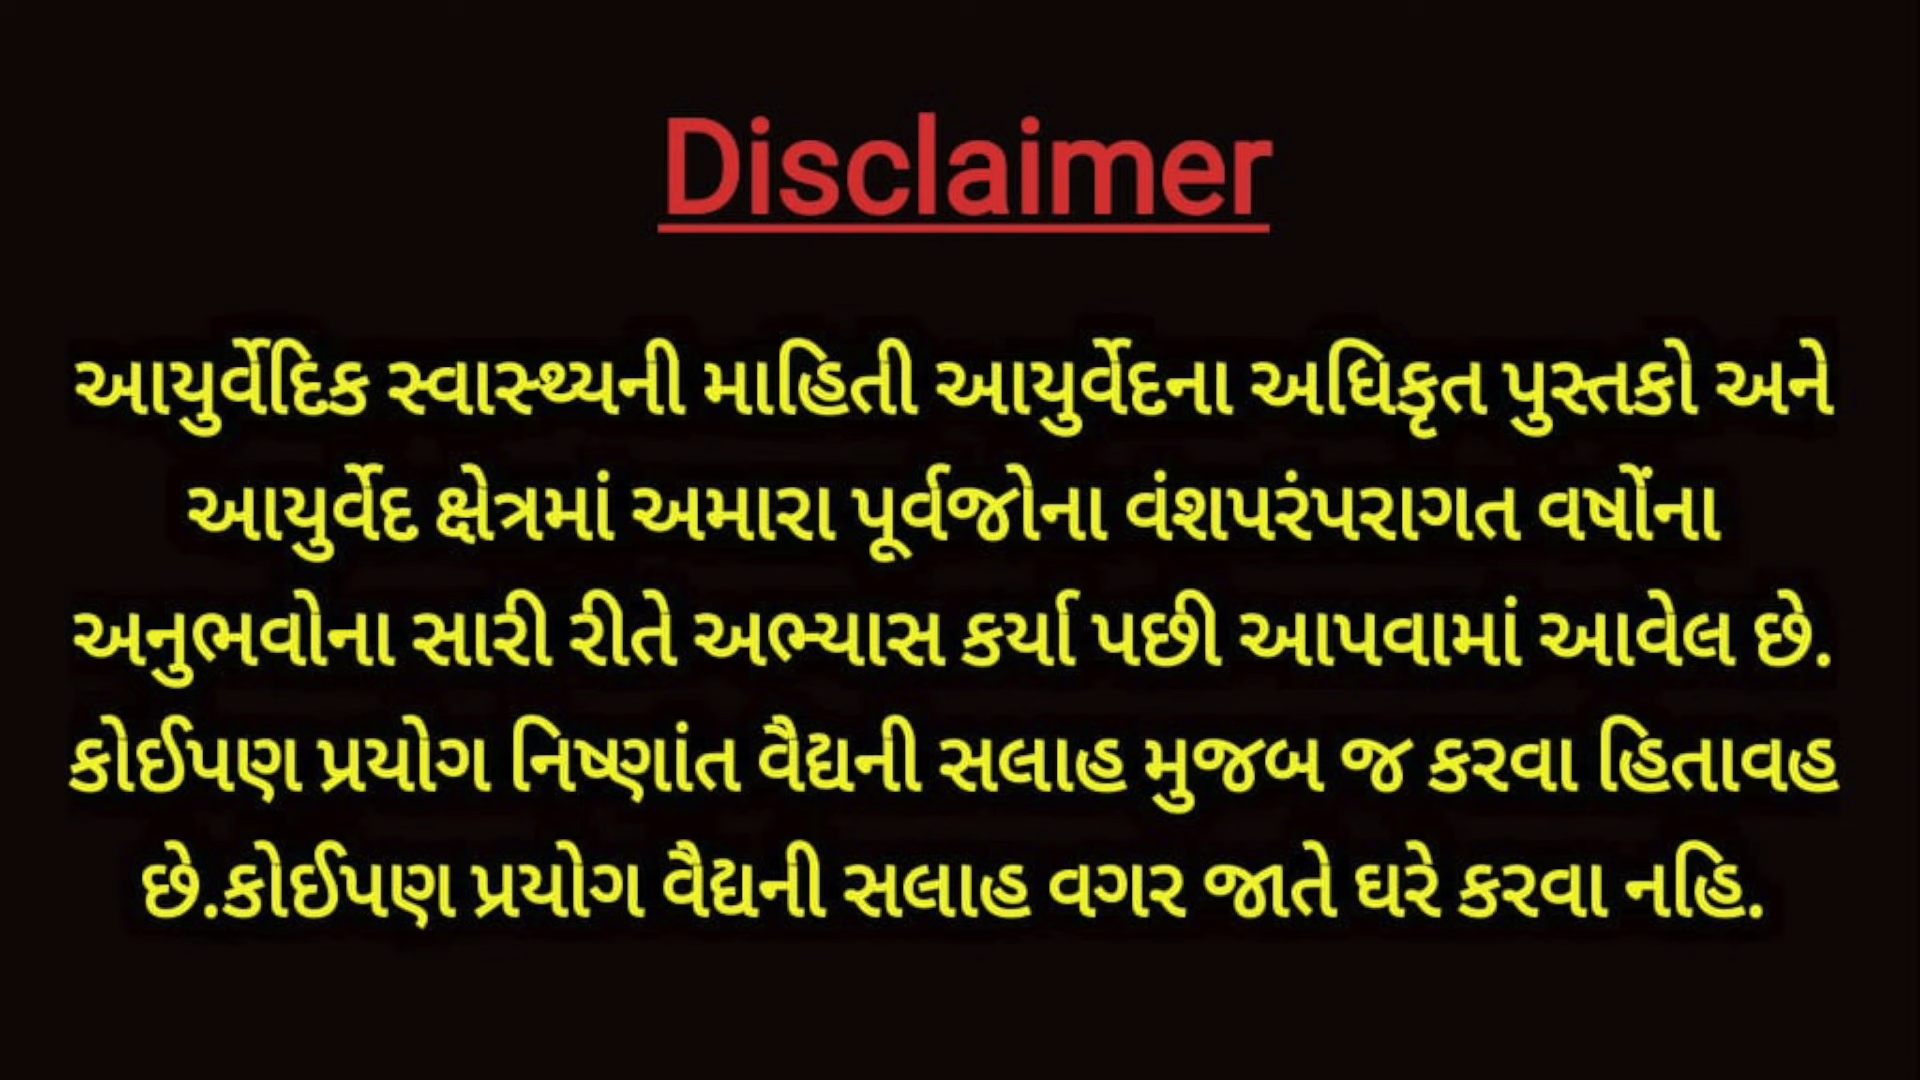 Disclaimer
આયુર્વેદિક સ્વાસ્થ્યની માહિતી આયુર્વેદના અધિકૃત પુસ્તકો અને
આયુર્વેદ ક્ષેત્રમાં અમારા પૂર્વજોના વંશપરંપરાગત વર્ષોના
અનુભવોના સારી રીતે અભ્યાસ કર્યા પછી આપવામાં આવેલ છે.
કોઈપણ પ્રયોગ નિષ્ણાંત વૈદ્યની સલાહ મુજબ જ કરવા હિતાવહ
છે.કોઈપણ પ્રયોગ વૈદ્યની સલાહ વગર જાતે ઘરે કરવા નહિ.